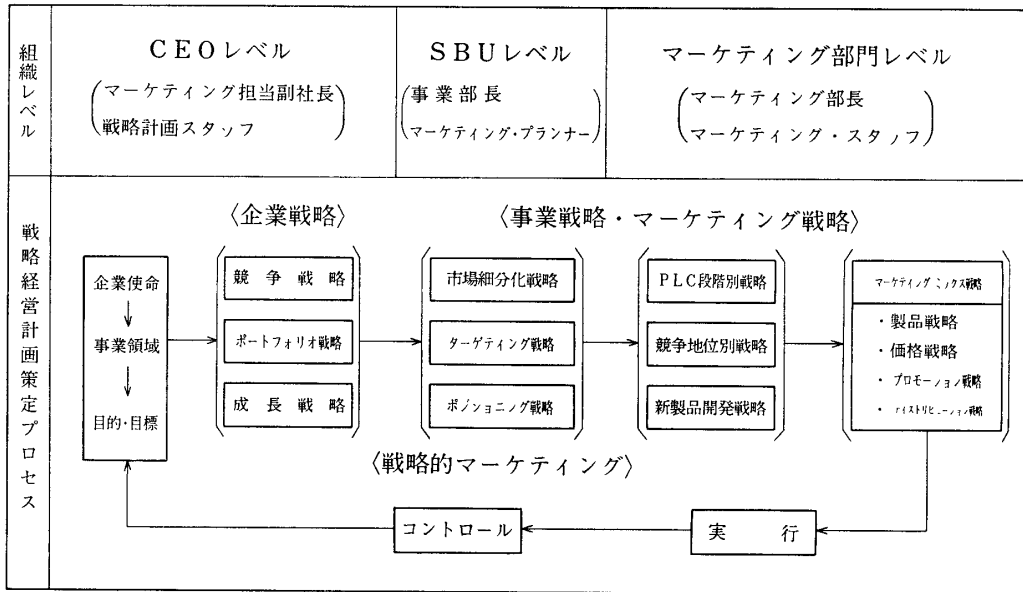 組織レベル
CEOレベル
マーケティング担当副社長
戦略計画スタッフ
SBUレベル
事業部長
マーケティング・プランナー
マーケティング部門レベル
マーケティング部長
マーケティング・スタッフ
戦略経営計画策定プロセス
〈企業戦略〉
〈事業戦略・マーケティング戦略〉
企業使命
事業領域
目的・目標
競争戦略
ポートフォリオ戦略
成長戦略
市場細分化戦略
ターゲティング戦略
ポジショニング戦略
PLC段階別戦略
競争地位別戦略
新製品開発戦略
マーケティングミックス戦略
・製品戦略
・価格戦略
・プロモーション戦略
・ディストリビューション戦略
〈戦略的マーケティング〉
コントロール
実行